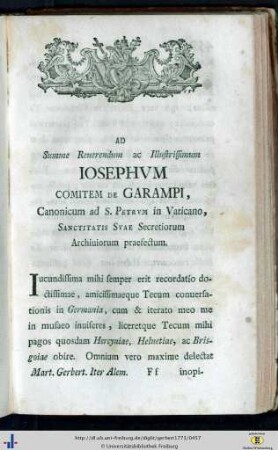 AD
Summe Reuerendum ac Illustrissimum
IOSEPHVM
COMITEM DE GARAMPI,
Canonicum ad S. PETRVM in Vaticano,
SANCTITATIS SVAE Secretiorum
Archiuiorum praefectum.
Iucundissima mihi semper erit recordatio do-
ctissimae, amicissimaeque Tecum conuersa-
tionis in Germania, cum & iterato meo me
in musaeo inuiseres, liceretque Tecum mihi
pagos quosdam Hercyniae, Heluetiae, ac Bris-
goiae obire. Omnium vero maxime delectat
Mart. Gerbert. Iter Alem. Ff inopi-
http://dl.ub.uni-freiburg.de/diglit/gerbert1773/0457
© Universitätsbibliothek Freiburg